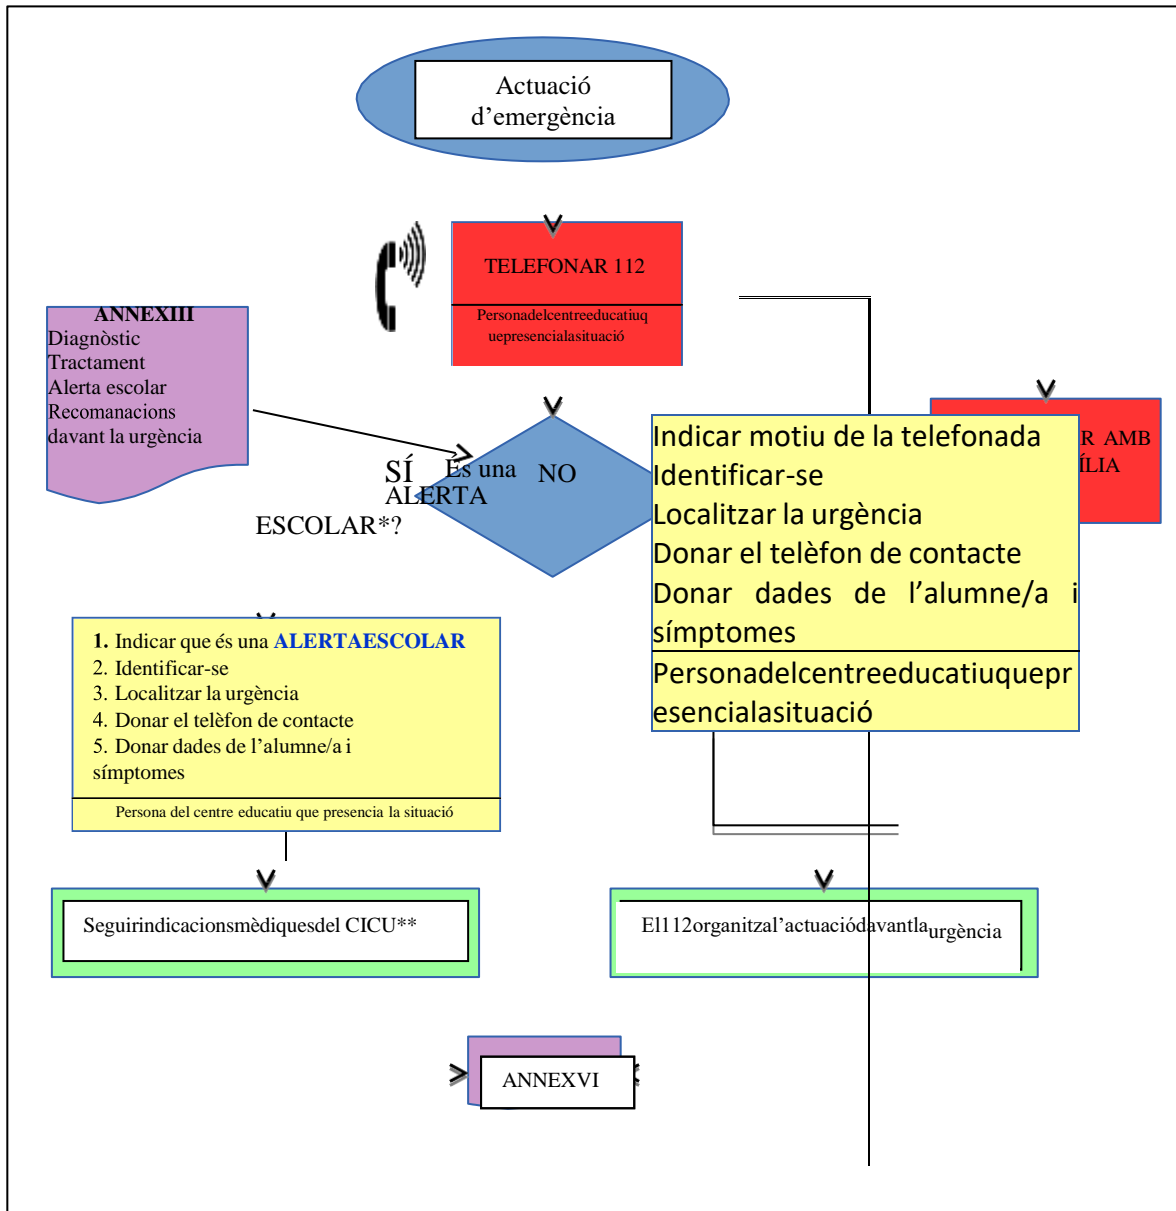 Actuació
d’emergència
TELEFONAR 112
Personadelcentreeducatiuq
uepresencialasituació
ANNEXIII
Diagnòstic
Tractament
Alerta escolar
Recomanacions
davant la urgència
R AMB
ÍLIA
SÍ És una NO
ALERTA
ESCOLAR*?
Indicar motiu de la telefonada
Identificar-se
Localitzar la urgència
Donar el telèfon de contacte
Donar dades de l’alumne/a i
símptomes
Personadelcentreeducatiuquepr
esencialasituació
1. Indicar que és una ALERTAESCOLAR
2. Identificar-se
3. Localitzar la urgència
4. Donar el telèfon de contacte
5. Donar dades de l’alumne/a i
símptomes
Persona del centre educatiu que presencia la situació
Seguirindicacionsmèdiquesdel CICU**
El112organitzal’actuaciódavantla urgència
ANNEXVI